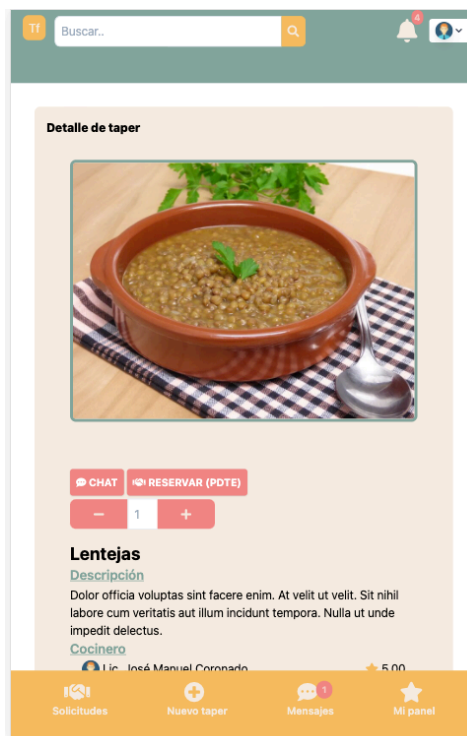 Tf
Buscar..
4
Detalle de taper
CHAT
RESERVAR (PDTE)
1
Lentejas
Descripción
Dolor officia voluptas sint facere enim. At velit ut velit. Sit nihil
labore cum veritatis aut illum incidunt tempora. Nulla ut unde
impedit delectus.
Cocinero
Lic. José Manuel Coronado 5.00
1
Solicitudes Nuevo taper Mensajes Mi panel